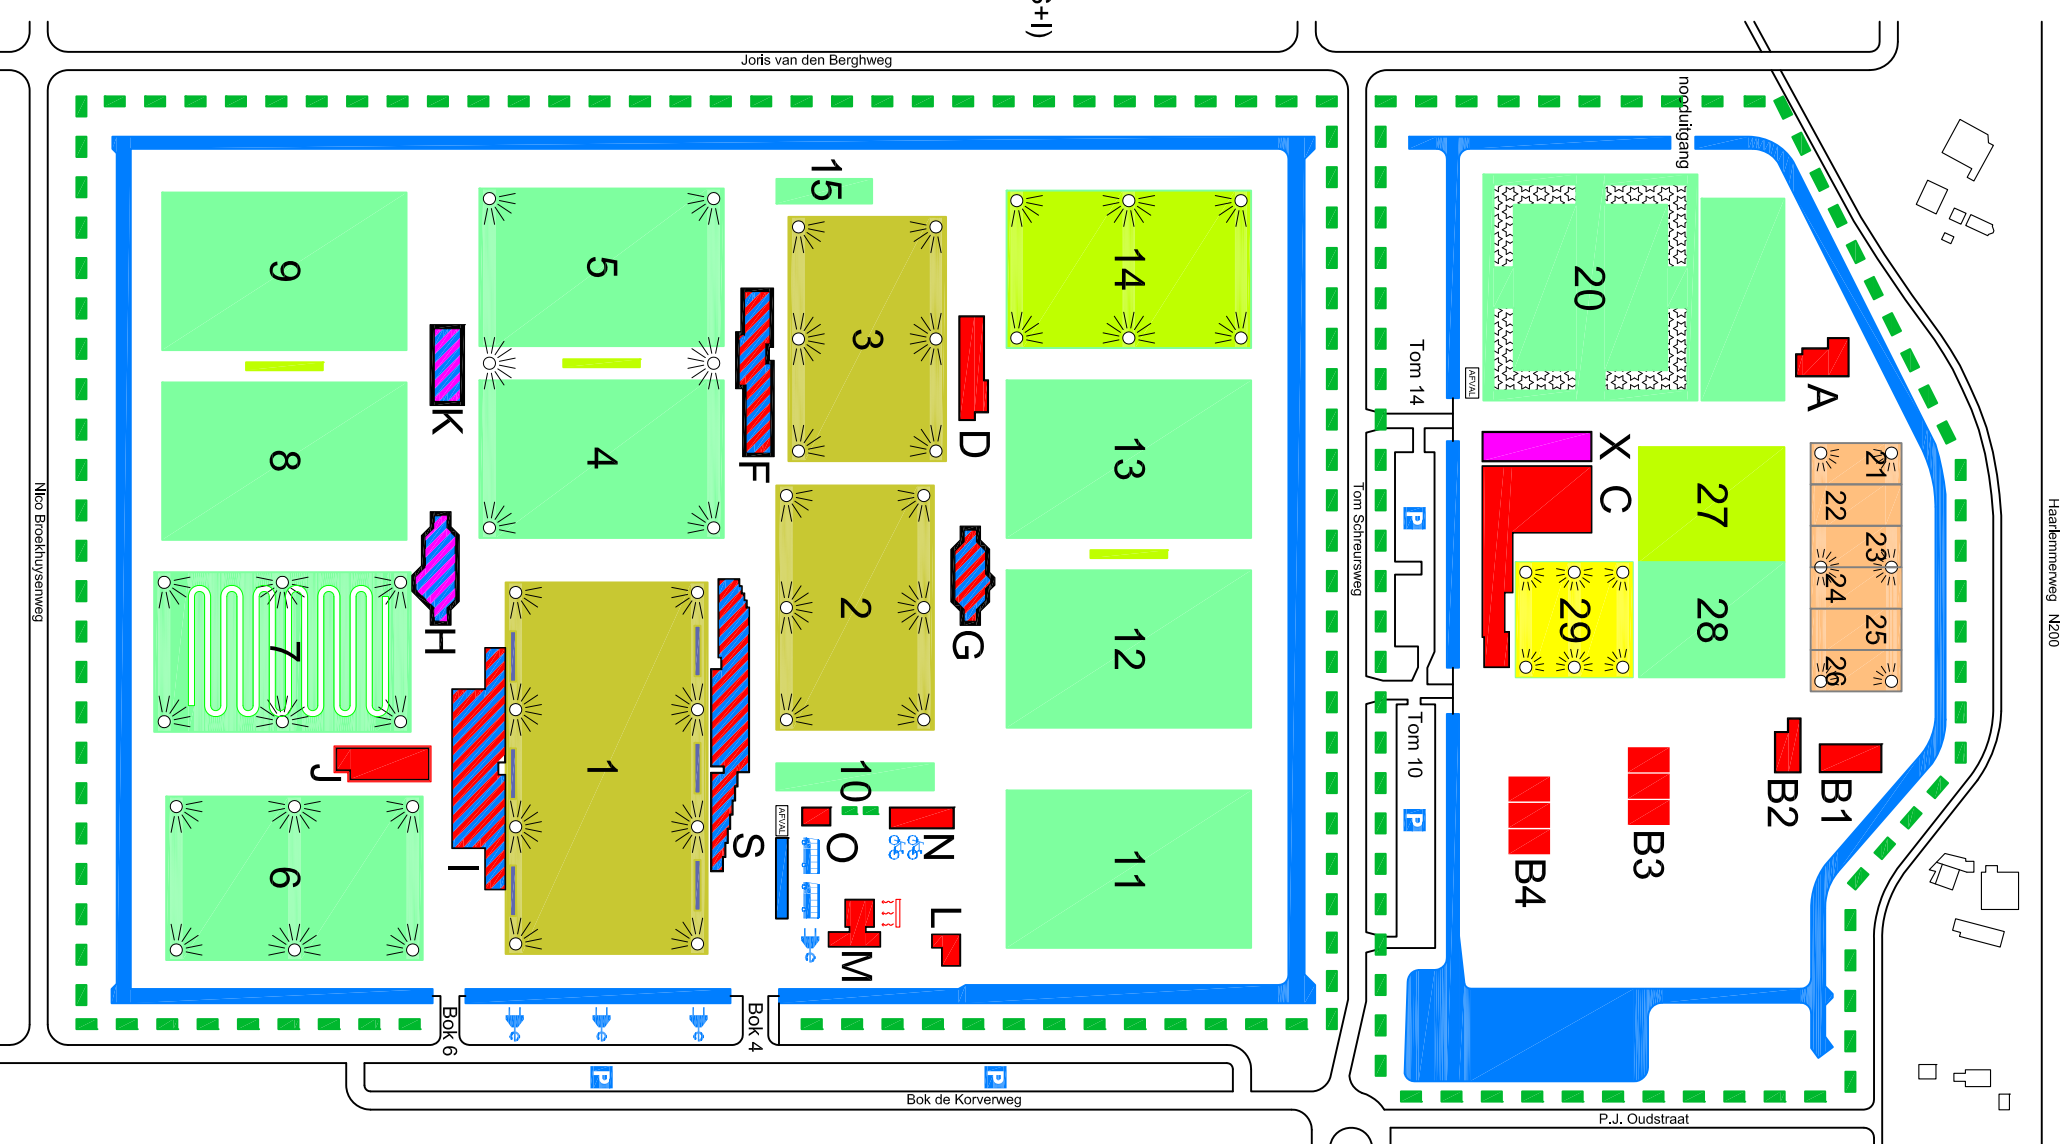 S+I)
Joris van den Berghweg
nooduitgang
15
14
9
5
3
20
K
D
Tom 14
AFVAL
A
8
4
F
13
X
C
27
21
22
23
24
25
26
Nico Broekhuysenweg
Tom Schreursweg
P
Haarlemmerweg N200
7
H
2
G
12
29
28
J
1
10
Tom 10
P
B2
B1
B3
B4
I
S
AFVAL
O
N
6
11
L
M
Bok 6
Bok 4
P
P
Bok de Korverweg
P.J. Oudstraat